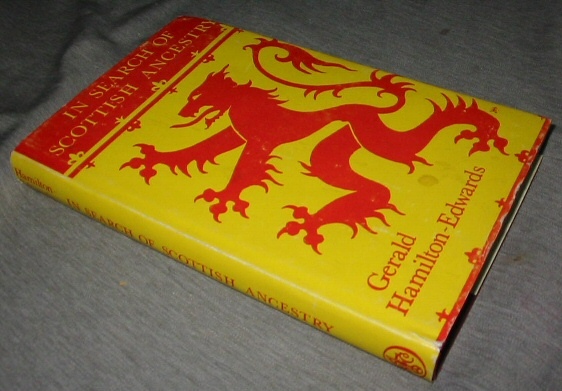 IN SEARCH OF
SCOTTISH ANCESTRY
Gerald
Hamilton-Edwards
Hamilton
IN SEARCH OF SCOTTISH ANCESTRY